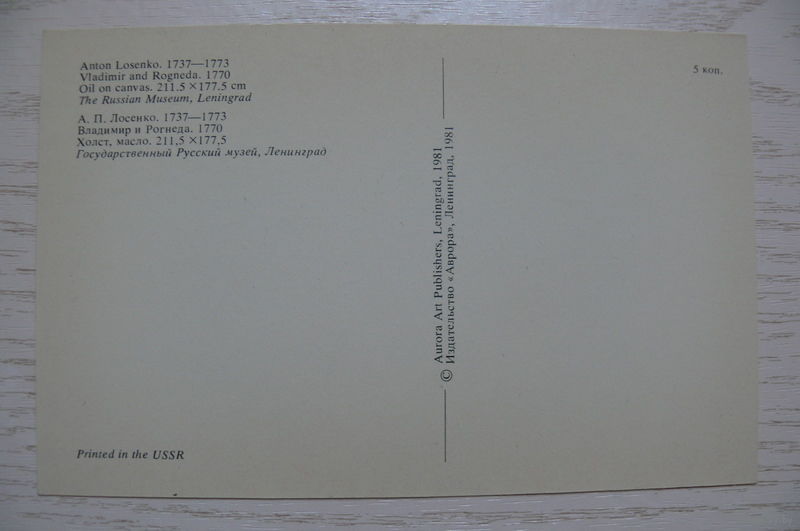 Anton Losenko. 1737—1773
Vladimir and Rogneda. 1770
Oil on canvas. 211.5 × 177.5 cm
The Russian Museum, Leningrad
А. П. Лосенко. 1737—1773
Владимир и Рогнеда. 1770
Холст, масло. 211,5 × 177,5
Государственный Русский музей, Ленинград
Printed in the USSR
© Aurora Art Publishers, Leningrad, 1981
Издательство «Аврора», Ленинград, 1981
5 коп.